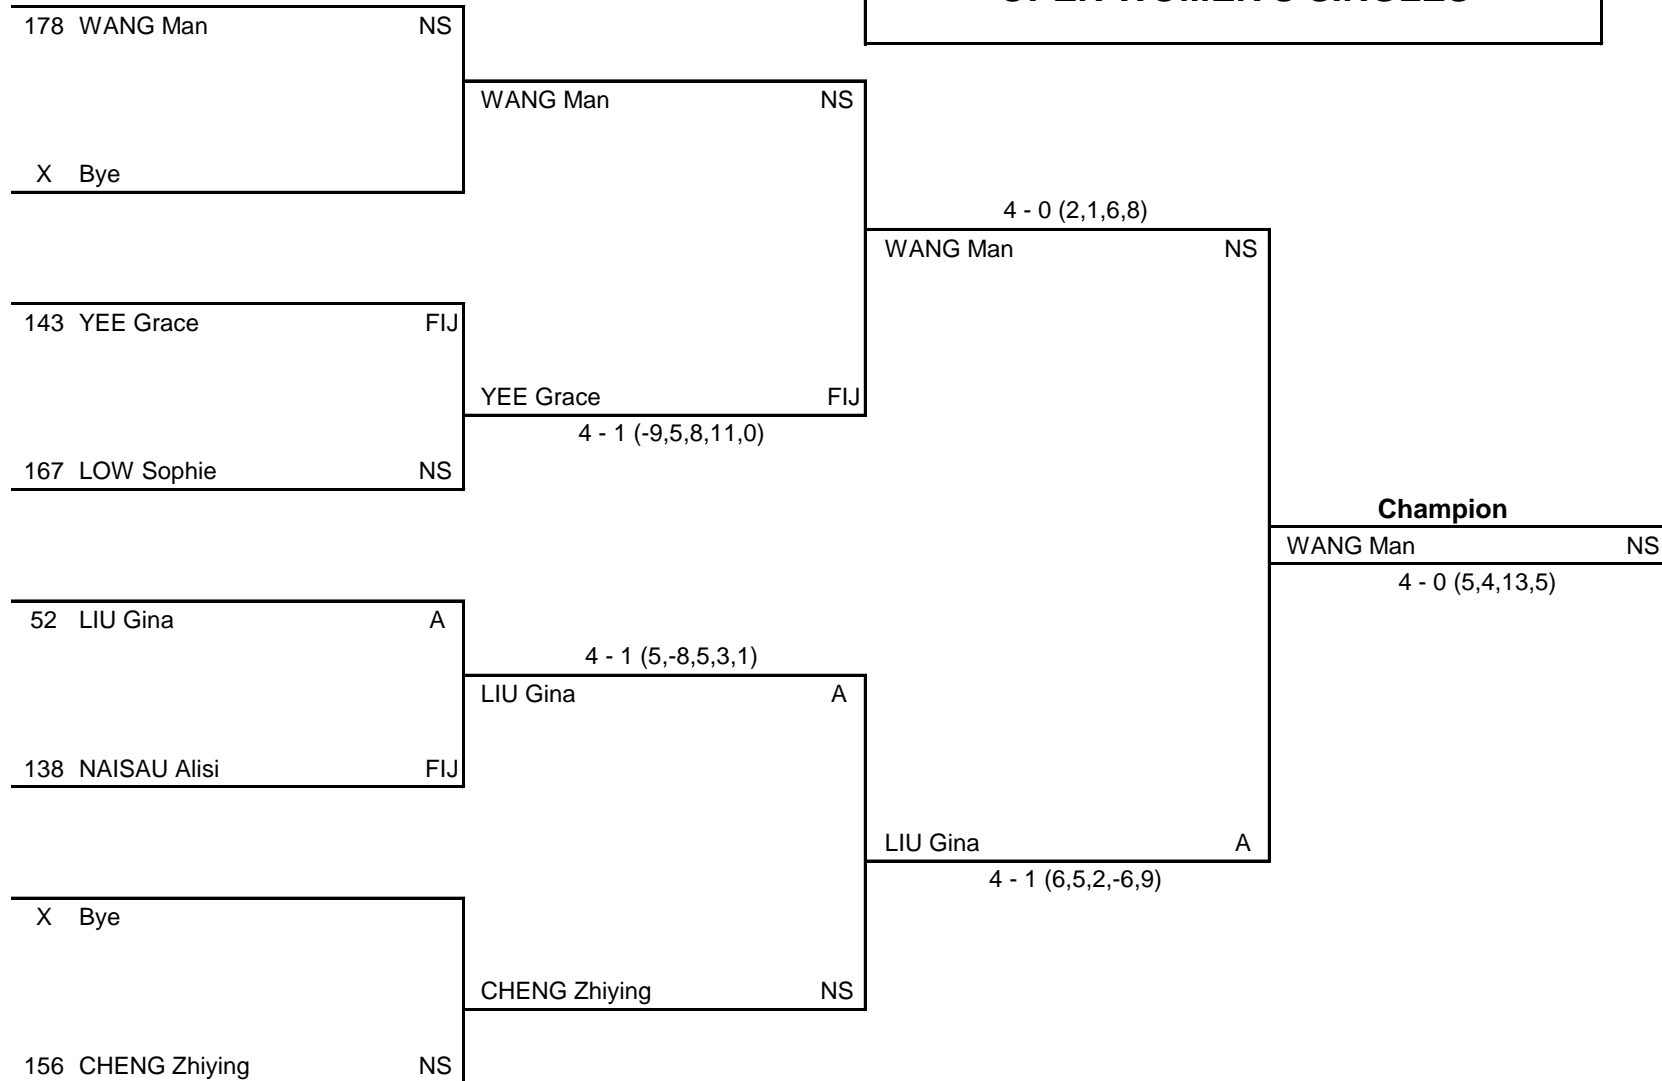 178 WANG Man NS
WANG Man NS
X Bye
4 - 0 (2,1,6,8)
WANG Man NS
143 YEE Grace FIJ
YEE Grace FIJ
4 - 1 (-9,5,8,11,0)
167 LOW Sophie NS
Champion
WANG Man NS
4 - 0 (5,4,13,5)
52 LIU Gina A
4 - 1 (5,-8,5,3,1)
LIU Gina A
138 NAISAU Alisi FIJ
LIU Gina A
4 - 1 (6,5,2,-6,9)
X Bye
CHENG Zhiying NS
156 CHENG Zhiying NS